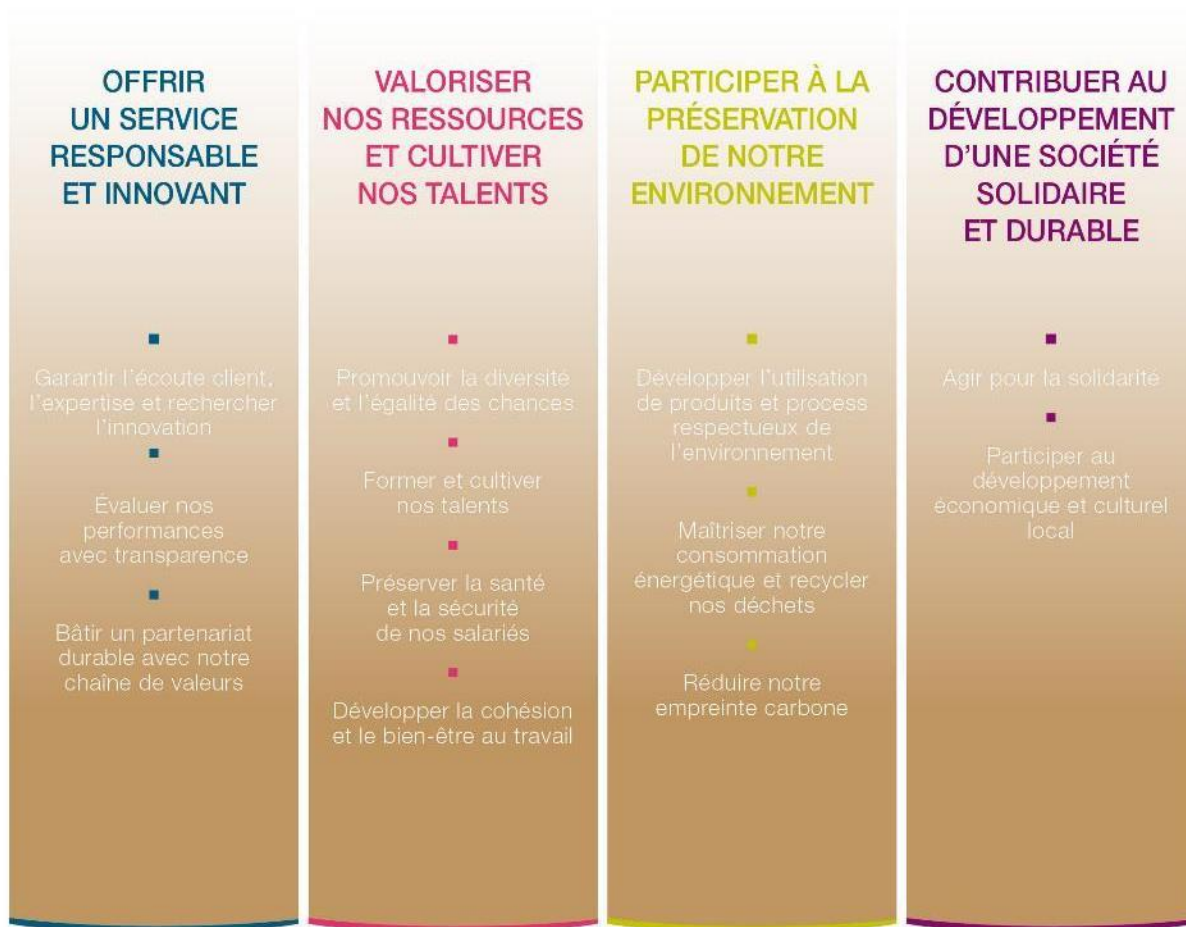 OFFRIR
UN SERVICE
RESPONSABLE
ET INNOVANT
Garantir l'écoute client,
l'expertise et rechercher
l'innovation
Évaluer nos
performances
avec transparence
Bâtir un partenariat
durable avec notre
chaîne de valeurs
VALORISER
NOS RESSOURCES
ET CULTIVER
NOS TALENTS
Promouvoir la diversité
et l'égalité des chances
Former et cultiver
nos talents
Préserver la santé
et la sécurité
de nos salariés
Développer la cohésion
et le bien-être au travail
PARTICIPER À LA
PRÉSERVATION
DE NOTRE
ENVIRONNEMENT
Développer l'utilisation
de produits et process
respectueux de
l'environnement
Maîtriser notre
consommation
énergétique et recycler
nos déchets
Réduire notre
empreinte carbone
CONTRIBUER AU
DÉVELOPPEMENT
D'UNE SOCIÉTÉ
SOLIDAIRE
ET DURABLE
Agir pour la solidarité
Participer au
développement
économique et culturel
local